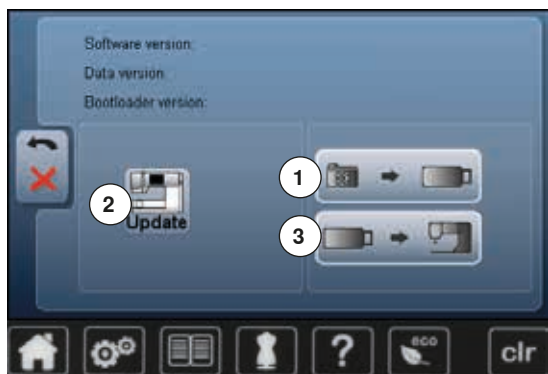 Software version:
Data version:
Bootloader version:
1
2
Update
3
?
eco
clr